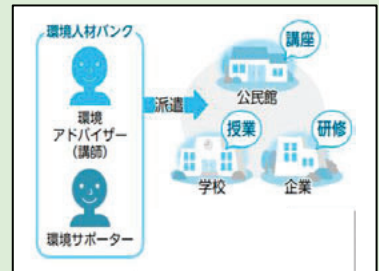 環境人材バンク
環境
アドバイザー
(講師)
環境サポーター
派遣
講座
公民館
授業
学校
研修
企業